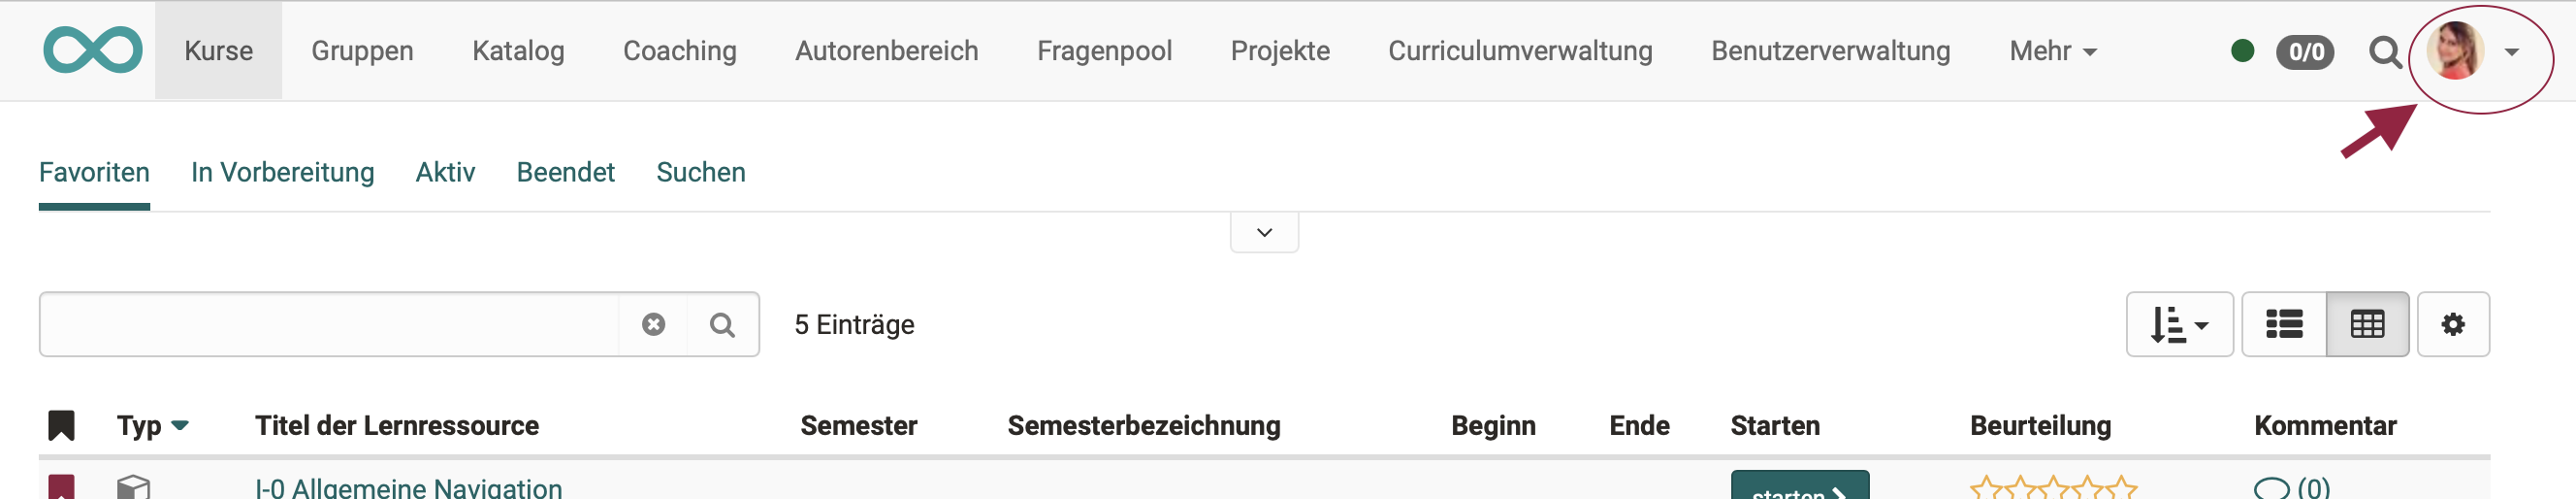 Kurse Gruppen Katalog Coaching Autorenbereich Fragenpool Projekte Curriculumverwaltung Benutzerverwaltung Mehr 0/0
Favoriten In Vorbereitung Aktiv Beendet Suchen
5 Einträge
Typ Titel der Lernressource Semester Semesterbezeichnung Beginn Ende Starten Beurteilung Kommentar
I-0 Allgemeine Navigation starten (0)